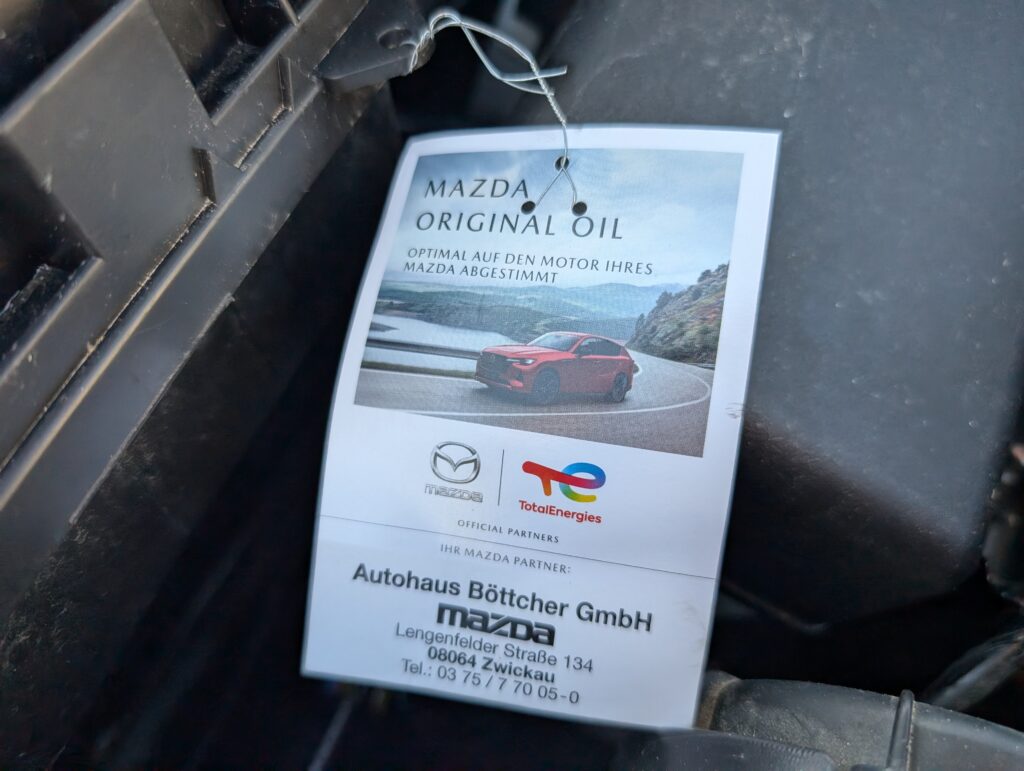 MAZDA
ORIGINAL OIL
OPTIMAL AUF DEN MOTOR IHRES
MAZDA ABGESTIMMT
mazda
TotalEnergies
OFFICIAL PARTNERS
IHR MAZDA PARTNER:
Autohaus Böttcher GmbH
mazda
Lengenfelder Straße 134
08064 Zwickau
Tel.: 03 75 / 7 70 05-0